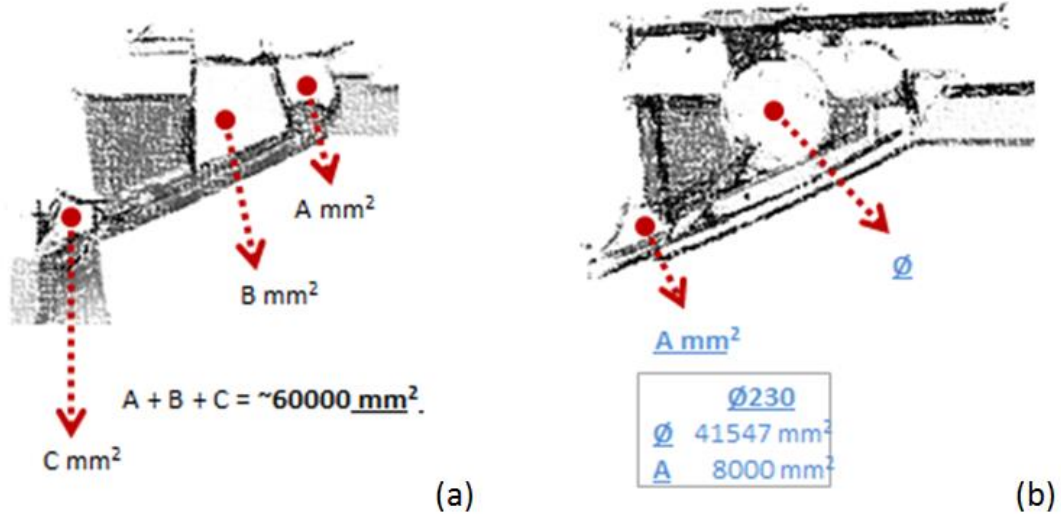 A mm²
B mm²
A + B + C = ~60000 mm².
C mm²
(a)
Ø
A mm²
Ø230
Ø 41547 mm²
A 8000 mm²
(b)